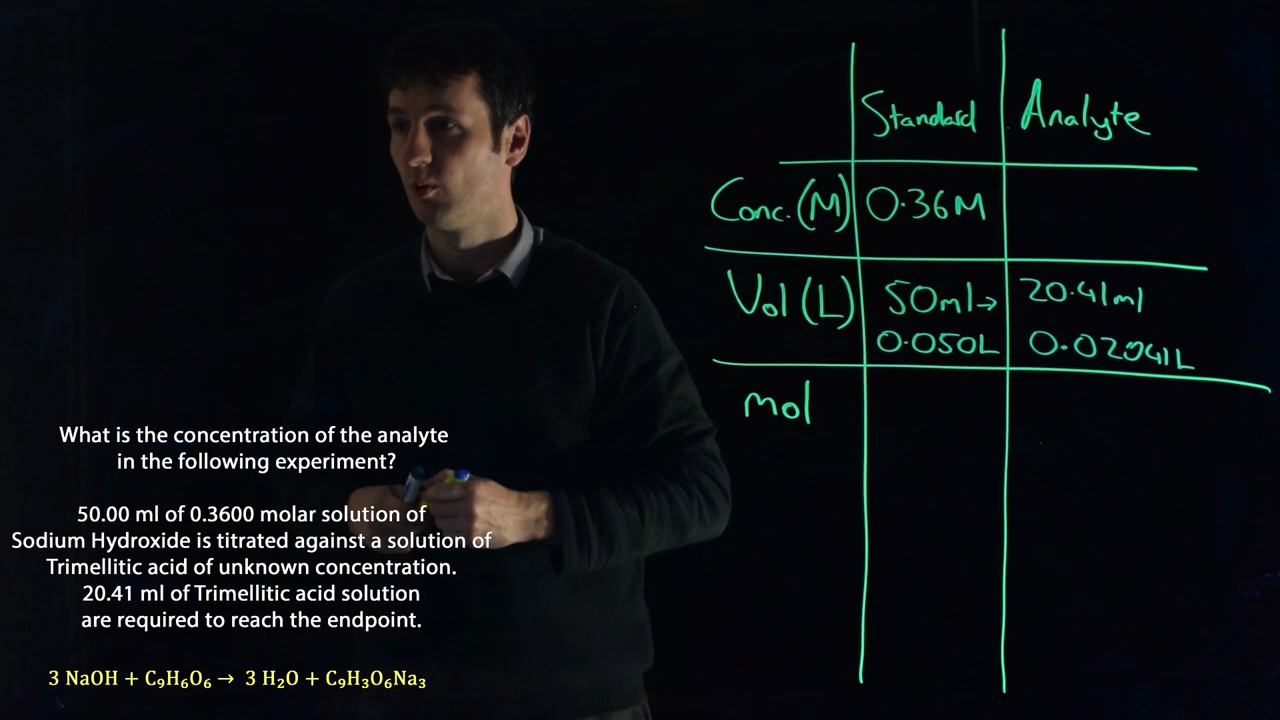 Standard Analyte
Conc. (M) 0.36M
Vol (L) 50ml→ 20.41ml
0.050L 0.02041L
mol
What is the concentration of the analyte
in the following experiment?
50.00 ml of 0.3600 molar solution of
Sodium Hydroxide is titrated against a solution of
Trimellitic acid of unknown concentration.
20.41 ml of Trimellitic acid solution
are required to reach the endpoint.
3 NaOH + C₉H₆O₆ → 3 H₂O + C₉H₃O₆Na₃